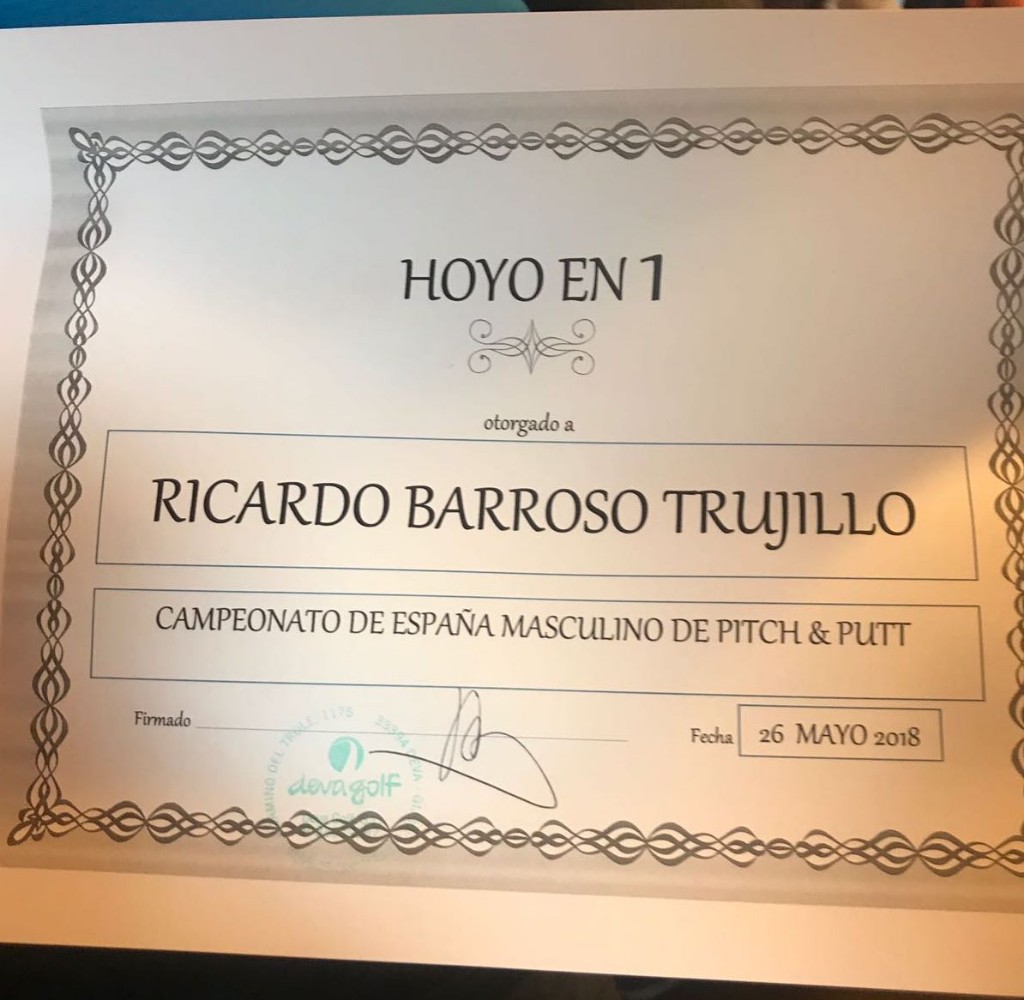 HOYO EN 1
otorgado a
RICARDO BARROSO TRUJILLO
CAMPEONATO DE ESPAÑA MASCULINO DE PITCH & PUTT
Firmado
Fecha 26 MAYO 2018
devagolf